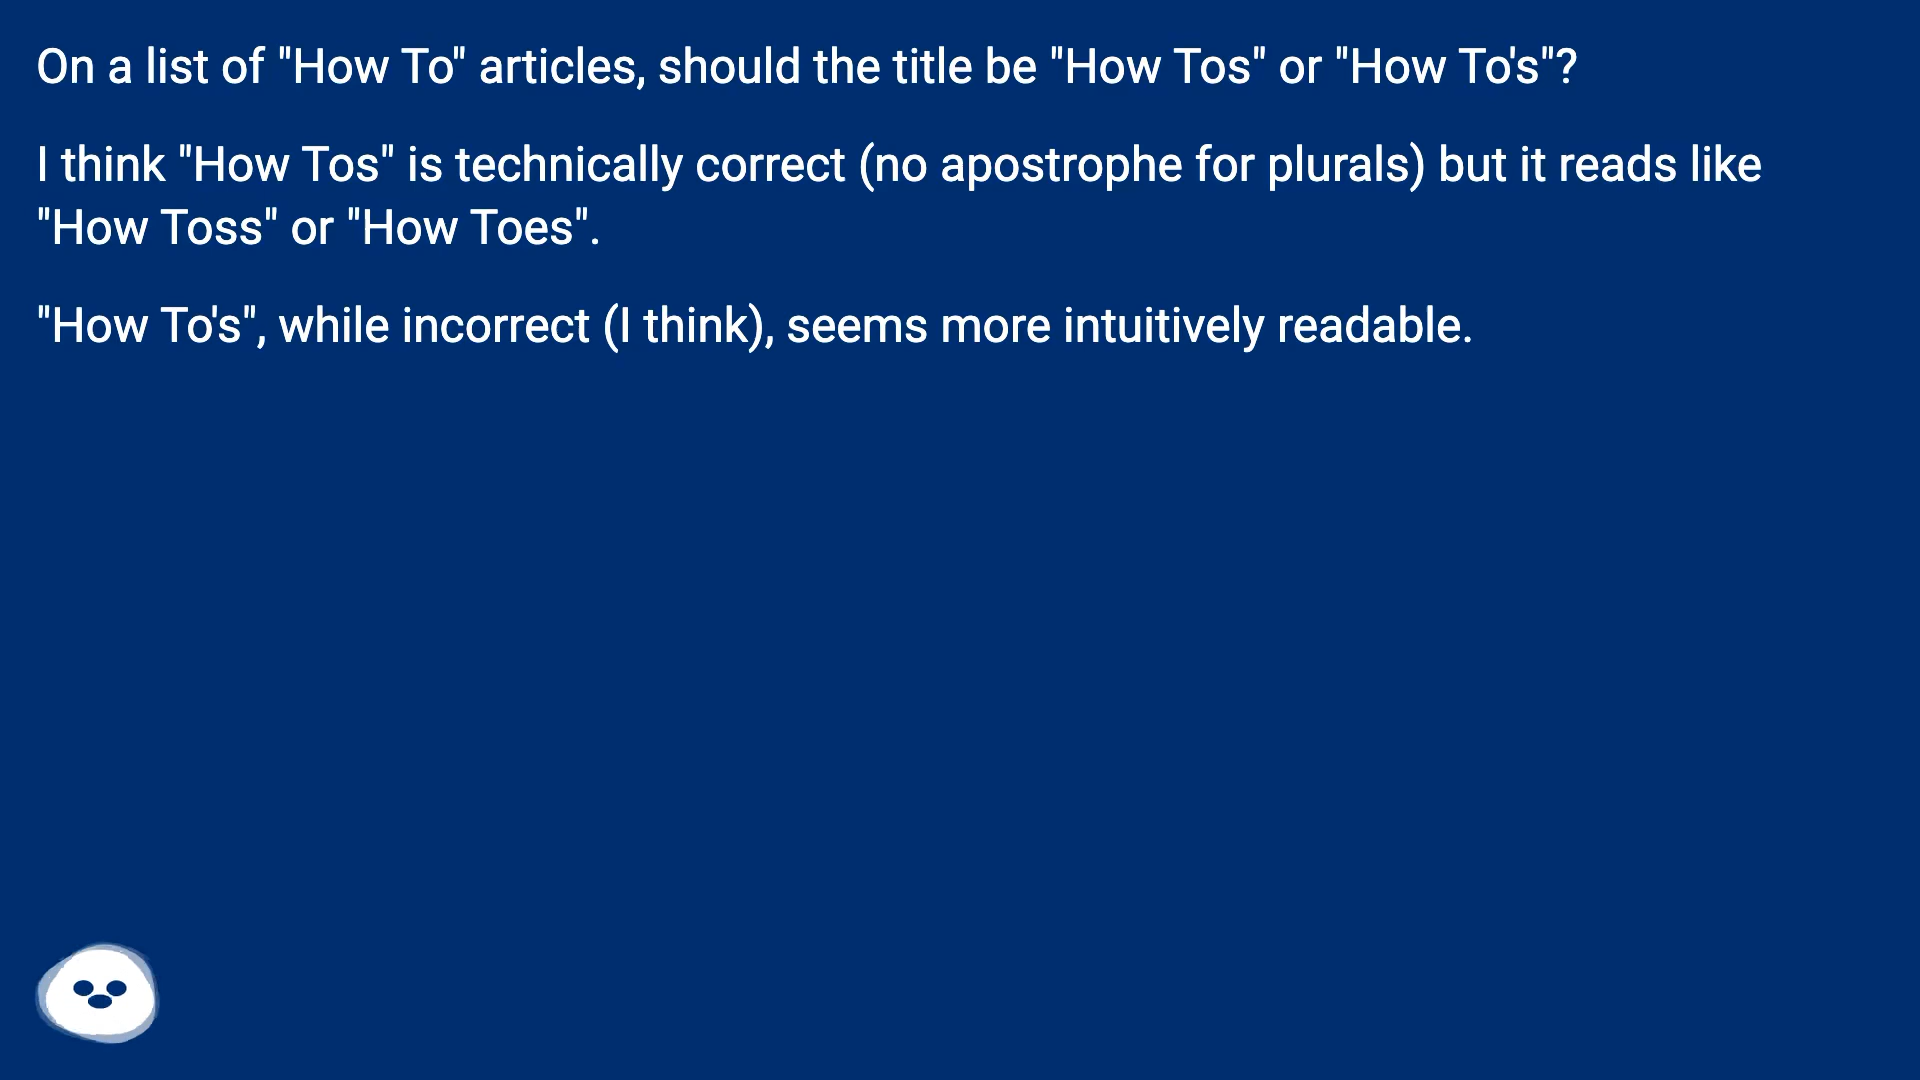 On a list of "How To" articles, should the title be "How Tos" or "How To's"?
I think "How Tos" is technically correct (no apostrophe for plurals) but it reads like
"How Toss" or "How Toes".
"How To's", while incorrect (I think), seems more intuitively readable.